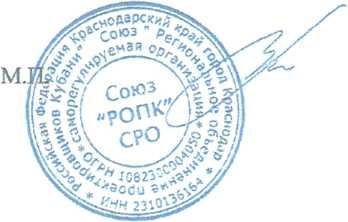 М.П.
Российская Федерация Краснодарский край город Краснодар
* ИНН 2310136164 *
Союз " Региональное объединение проектировщиков Кубани "
* саморегулируемая организация *
ОГРН 1082300004050
Союз
"РОПК"
СРО